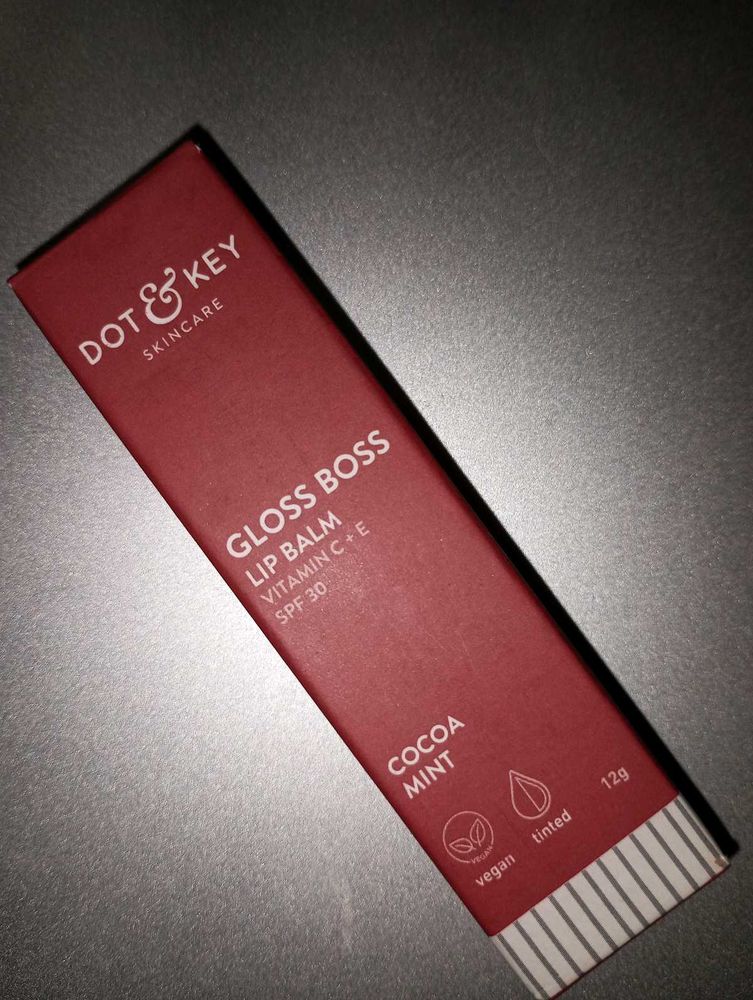 DOT & KEY
SKINCARE
GLOSS BOSS
LIP BALM
VITAMIN C + E
SPF 30
COCOA
MINT
VEGAN
vegan
tinted
12g